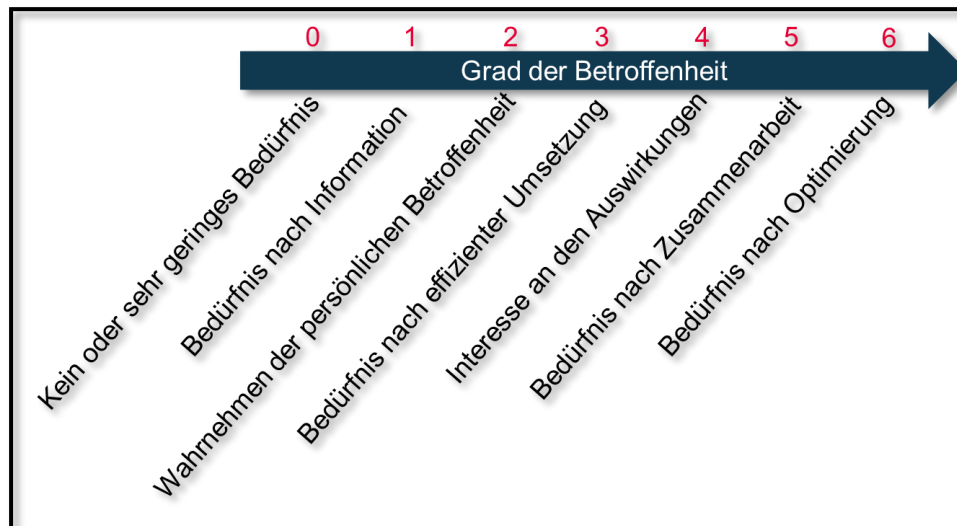 0 1 2 3 4 5 6
Grad der Betroffenheit
Kein oder sehr geringes Bedürfnis
Bedürfnis nach Information
Wahrnehmen der persönlichen Betroffenheit
Bedürfnis nach effizienter Umsetzung
Interesse an den Auswirkungen
Bedürfnis nach Zusammenarbeit
Bedürfnis nach Optimierung